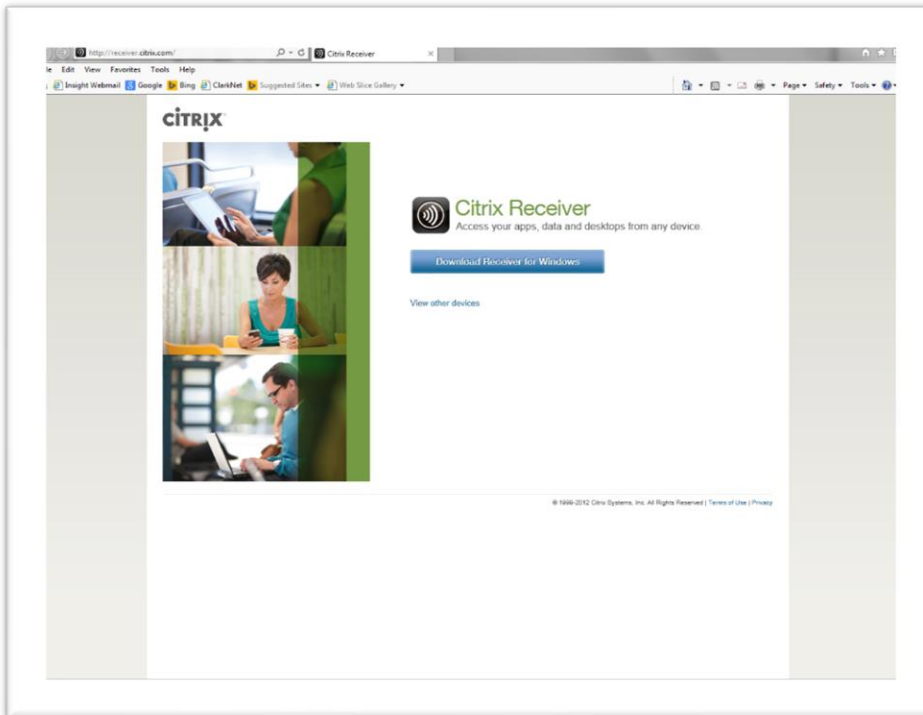 http://receiver.citrix.com/
Citrix Receiver
le Edit View Favorites Tools Help
Insight Webmail Google Bing ClarkNet Suggested Sites Web Slice Gallery Page Safety Tools
CITRIX
Citrix Receiver
Access your apps, data and desktops from any device.
Download Receiver for Windows
View other devices
© 1999-2012 Citrix Systems, Inc. All Rights Reserved | Terms of Use | Privacy